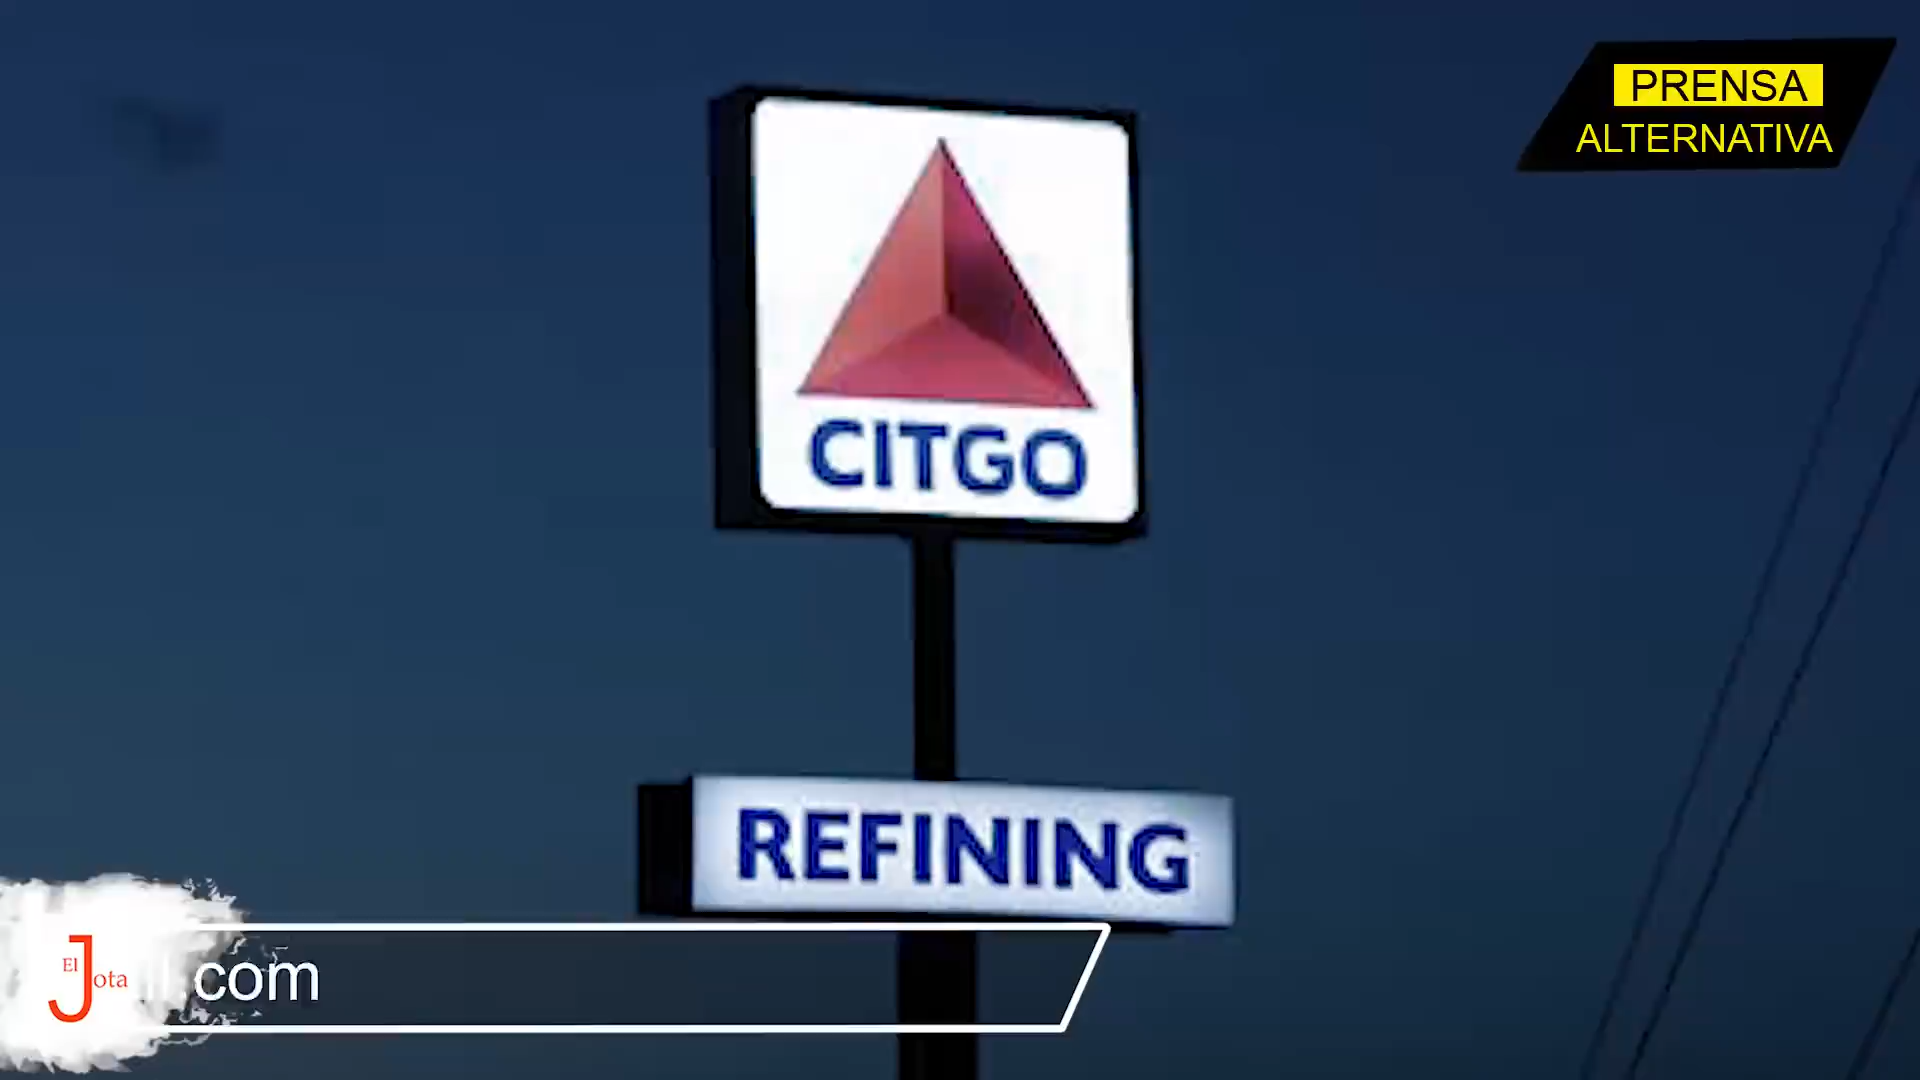 PRENSA
ALTERNATIVA
CITGO
REFINING
El
Jota
.com